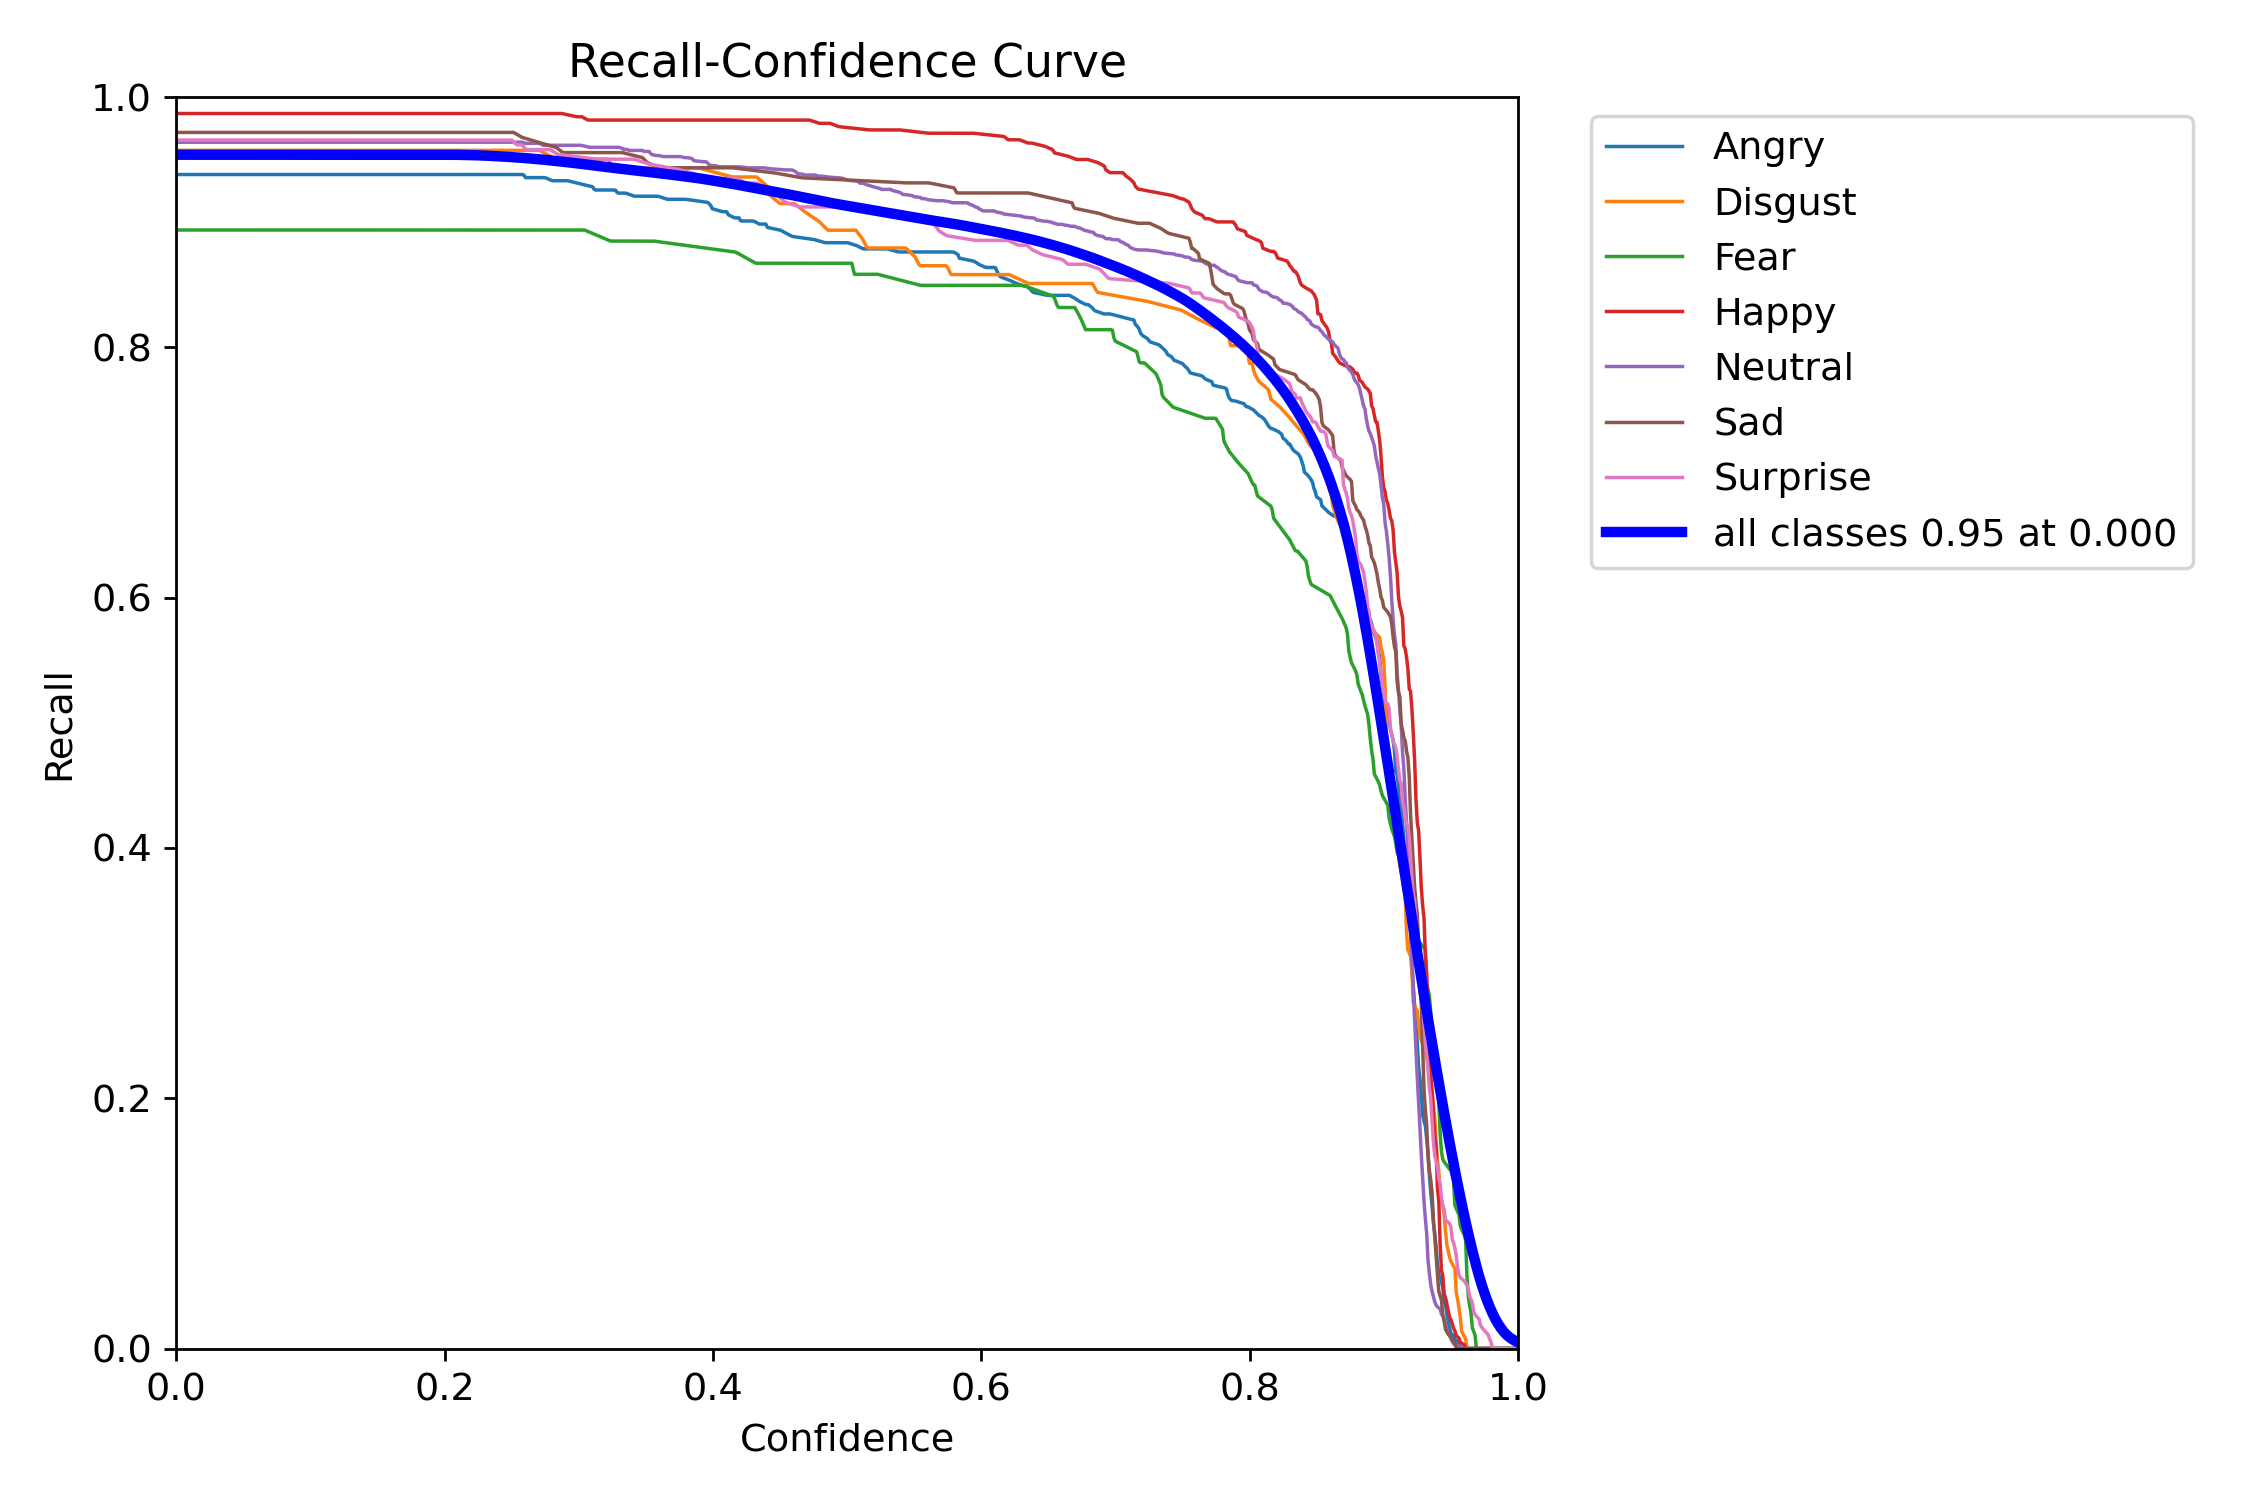 Recall-Confidence Curve
1.0
0.8
0.6
0.4
0.2
0.0
Recall
0.0 0.2 0.4 0.6 0.8 1.0
Confidence
Angry
Disgust
Fear
Happy
Neutral
Sad
Surprise
all classes 0.95 at 0.000